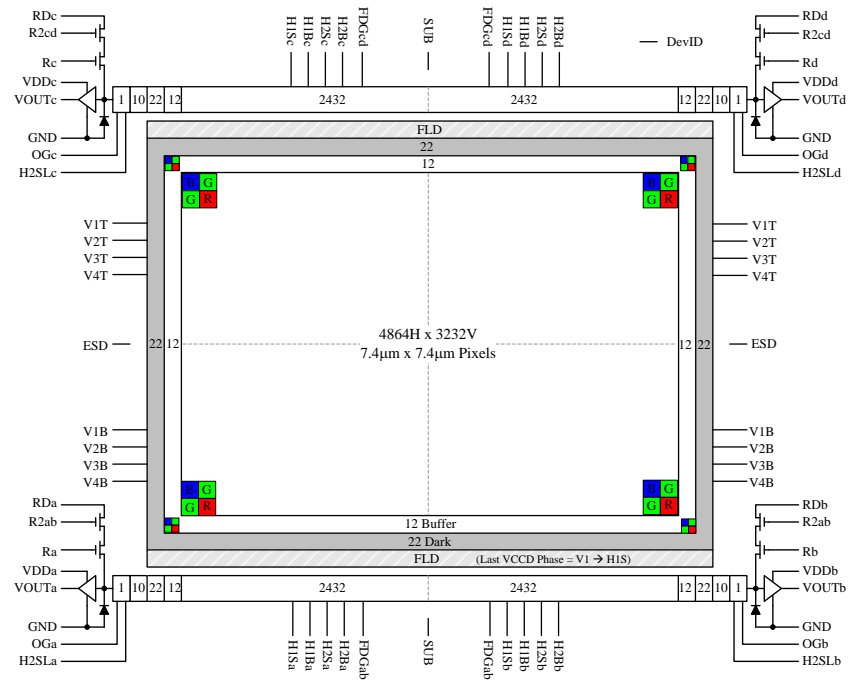 RDc
R2cd
Rc
VDDc
VOUTc
GND
OGc
H2SLc
H1Sc
H1Bc
H2Sc
H2Bc
FDGcd
SUB
FDGcd
H1Sd
H1Bd
H2Sd
H2Bd
DevID
RDd
R2cd
Rd
VDDd
VOUTd
GND
OGd
H2SLd
1 10 22 12 2432 2432 12 22 10 1
FLD
22
12
B G B G
G R G R
V1T V1T
V2T V2T
V3T V3T
V4T V4T
4864H x 3232V
ESD 22 12 12 22 ESD
7.4µm x 7.4µm Pixels
V1B V1B
V2B V2B
V3B V3B
V4B V4B
B G B G
G R G R
12 Buffer
22 Dark
FLD (Last VCCD Phase = V1 → H1S)
1 10 22 12 2432 2432 12 22 10 1
RDa
R2ab
Ra
VDDa
VOUTa
GND
OGa
H2SLa
H1Sa
H1Ba
H2Sa
H2Ba
FDGab
SUB
FDGab
H1Sb
H1Bb
H2Sb
H2Bb
RDb
R2ab
Rb
VDDb
VOUTb
GND
OGb
H2SLb